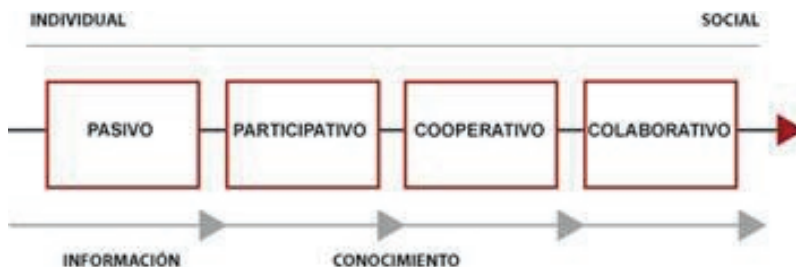 INDIVIDUAL SOCIAL
PASIVO PARTICIPATIVO COOPERATIVO COLABORATIVO
INFORMACIÓN CONOCIMIENTO